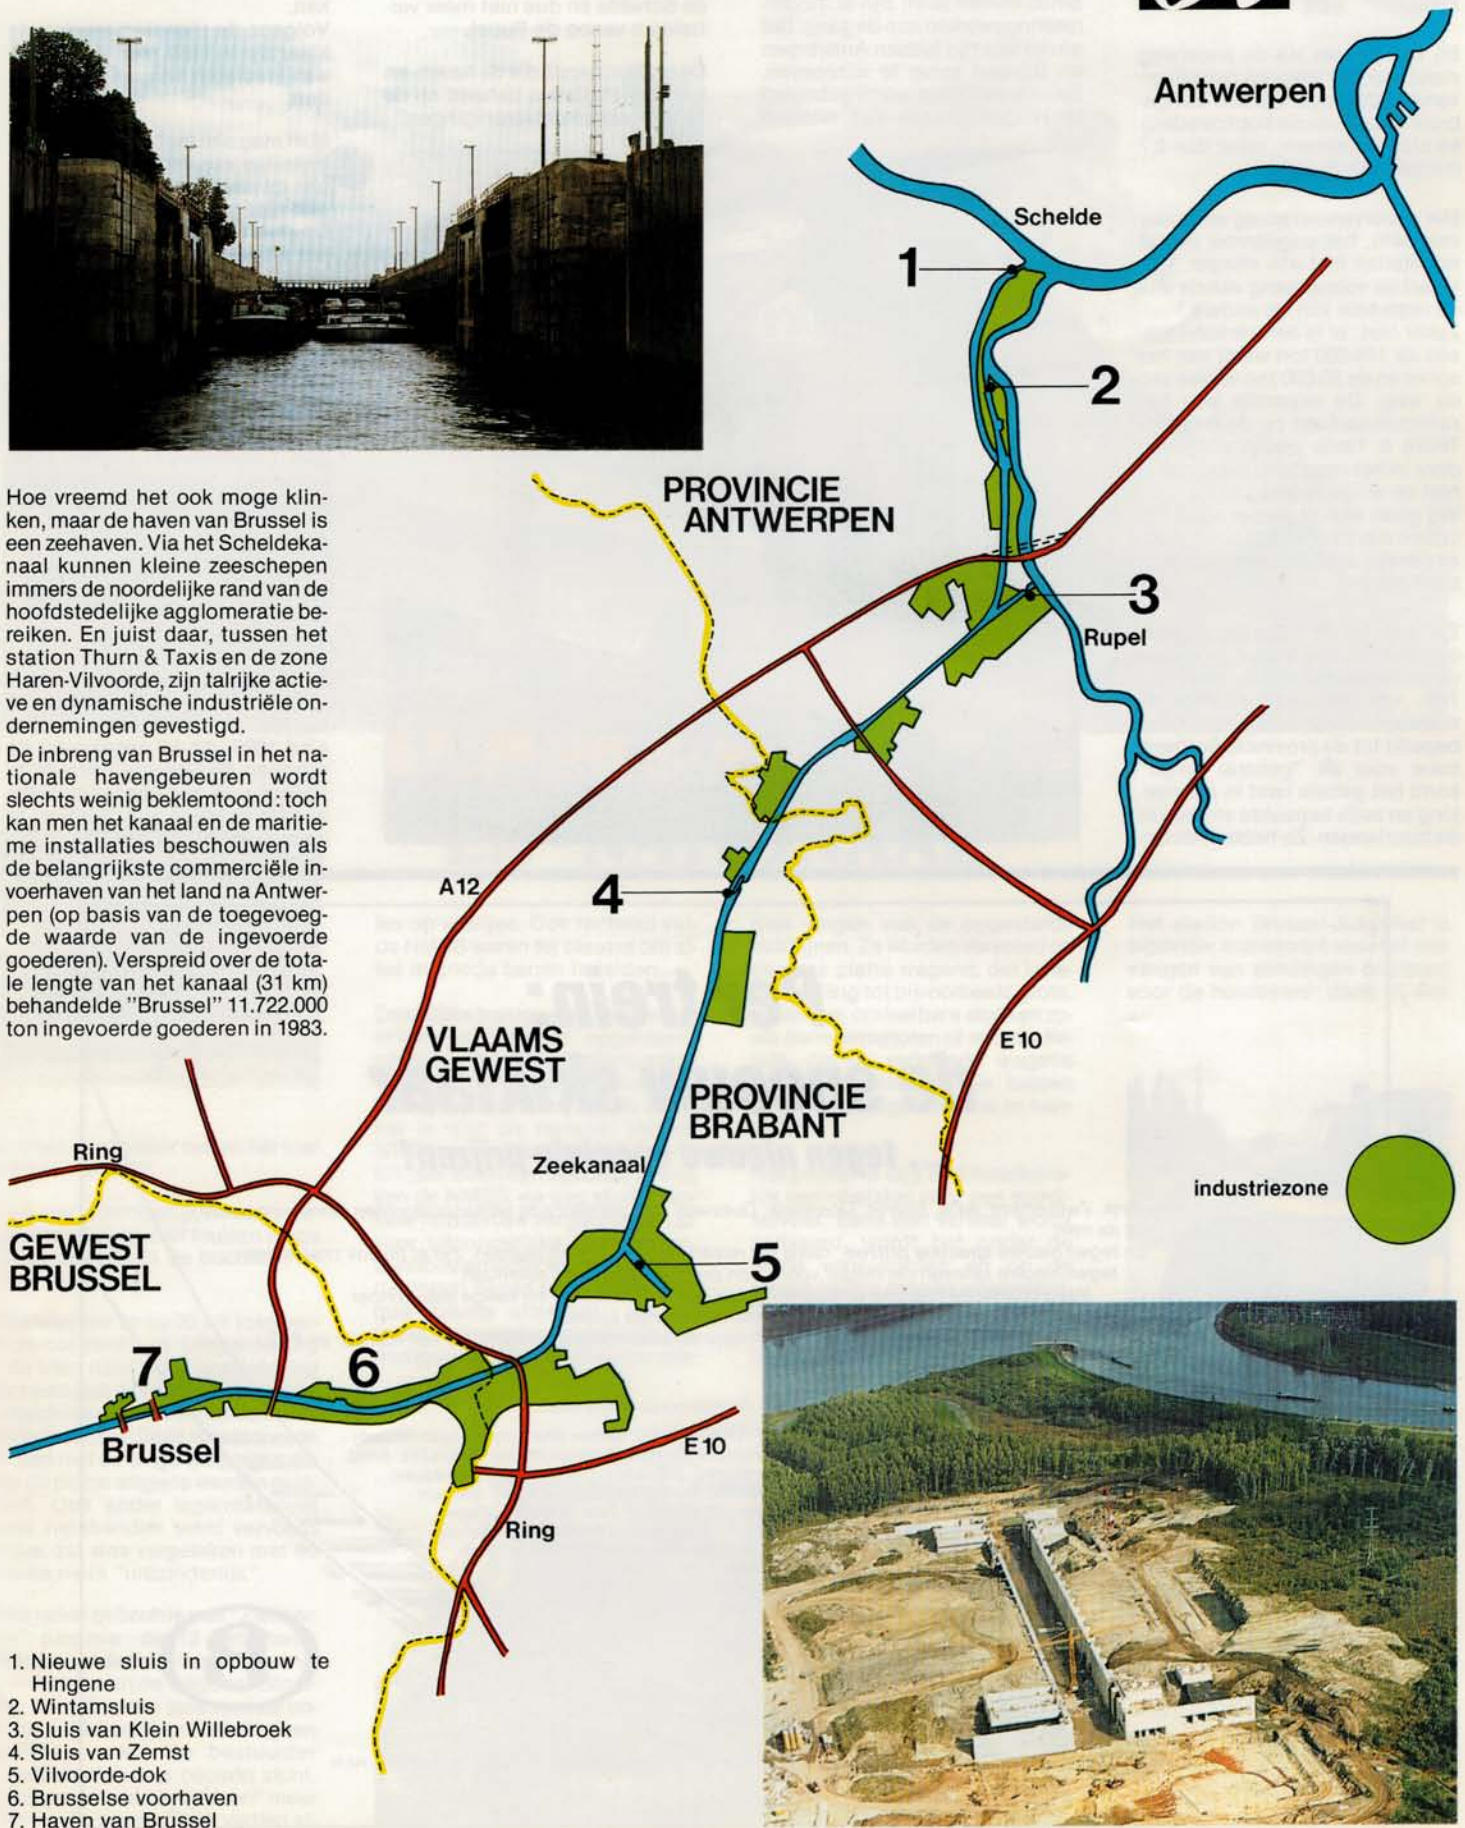 Antwerpen
Schelde
1
2
PROVINCIE
ANTWERPEN
3
Rupel
Hoe vreemd het ook moge klin-
ken, maar de haven van Brussel is
een zeehaven. Via het Scheldeka-
naal kunnen kleine zeeschepen
immers de noordelijke rand van de
hoofdstedelijke agglomeratie be-
reiken. En juist daar, tussen het
station Thurn & Taxis en de zone
Haren-Vilvoorde, zijn talrijke actie-
ve en dynamische industriële on-
dernemingen gevestigd.
De inbreng van Brussel in het na-
tionale havengebeuren wordt
slechts weinig beklemtoond: toch
kan men het kanaal en de maritie-
me installaties beschouwen als
de belangrijkste commerciële in-
voerhaven van het land na Antwer-
pen (op basis van de toegevoeg-
de waarde van de ingevoerde
goederen). Verspreid over de tota-
le lengte van het kanaal (31 km)
behandelde "Brussel" 11.722.000
ton ingevoerde goederen in 1983.
A12
4
VLAAMS
GEWEST
E10
PROVINCIE
BRABANT
Ring
Zeekanaal
industriezone
GEWEST
BRUSSEL
5
7
6
Brussel
E10
Ring
1. Nieuwe sluis in opbouw te
Hingene
2. Wintamsluis
3. Sluis van Klein Willebroek
4. Sluis van Zemst
5. Vilvoorde-dok
6. Brusselse voorhaven
7. Haven van Brussel